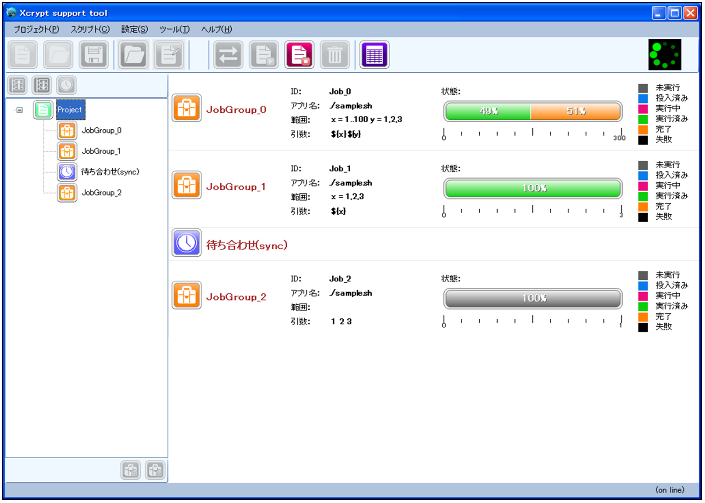 Xcrypt support tool
プロジェクト(P) スクリプト(C) 設定(S) ツール(T) ヘルプ(H)
Project
JobGroup_0
JobGroup_1
待ち合わせ(sync)
JobGroup_2
JobGroup_0
ID: Job_0
アプリ名: ./sample.sh
範囲: x = 1..100 y = 1,2,3
引数: ${x} ${y}
状態:
49% 51%
0 300
未実行
投入済み
実行中
実行済み
完了
失敗
JobGroup_1
ID: Job_1
アプリ名: ./sample.sh
範囲: x = 1,2,3
引数: ${x}
状態:
100%
0 3
未実行
投入済み
実行中
実行済み
完了
失敗
待ち合わせ(sync)
JobGroup_2
ID: Job_2
アプリ名: ./sample.sh
範囲:
引数: 1 2 3
状態:
100%
0 1
未実行
投入済み
実行中
実行済み
完了
失敗
(on line)